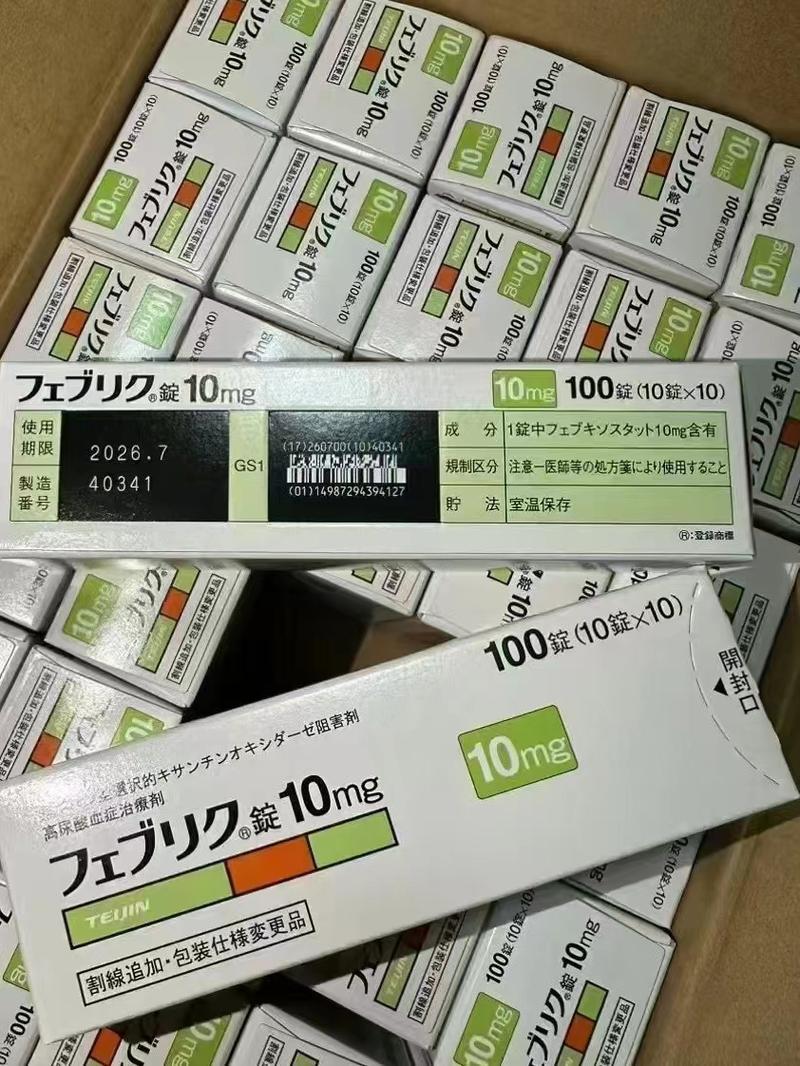 フェブリク®錠10mg
10mg 100錠(10錠×10)
使用期限 2026.7
製造番号 40341
GS1
(17)260700(10)40341
(01)14987294394127
成分 1錠中フェブキソスタット10mg含有
規制区分 注意-医師等の処方箋により使用すること
貯法 室温保存
®:登録商標
100錠(10錠×10)
開封口
10mg
選択的キサンチンオキシダーゼ阻害剤
高尿酸血症治療剤
フェブリク®錠10mg
TEIJIN
割線追加・包装仕様変更品